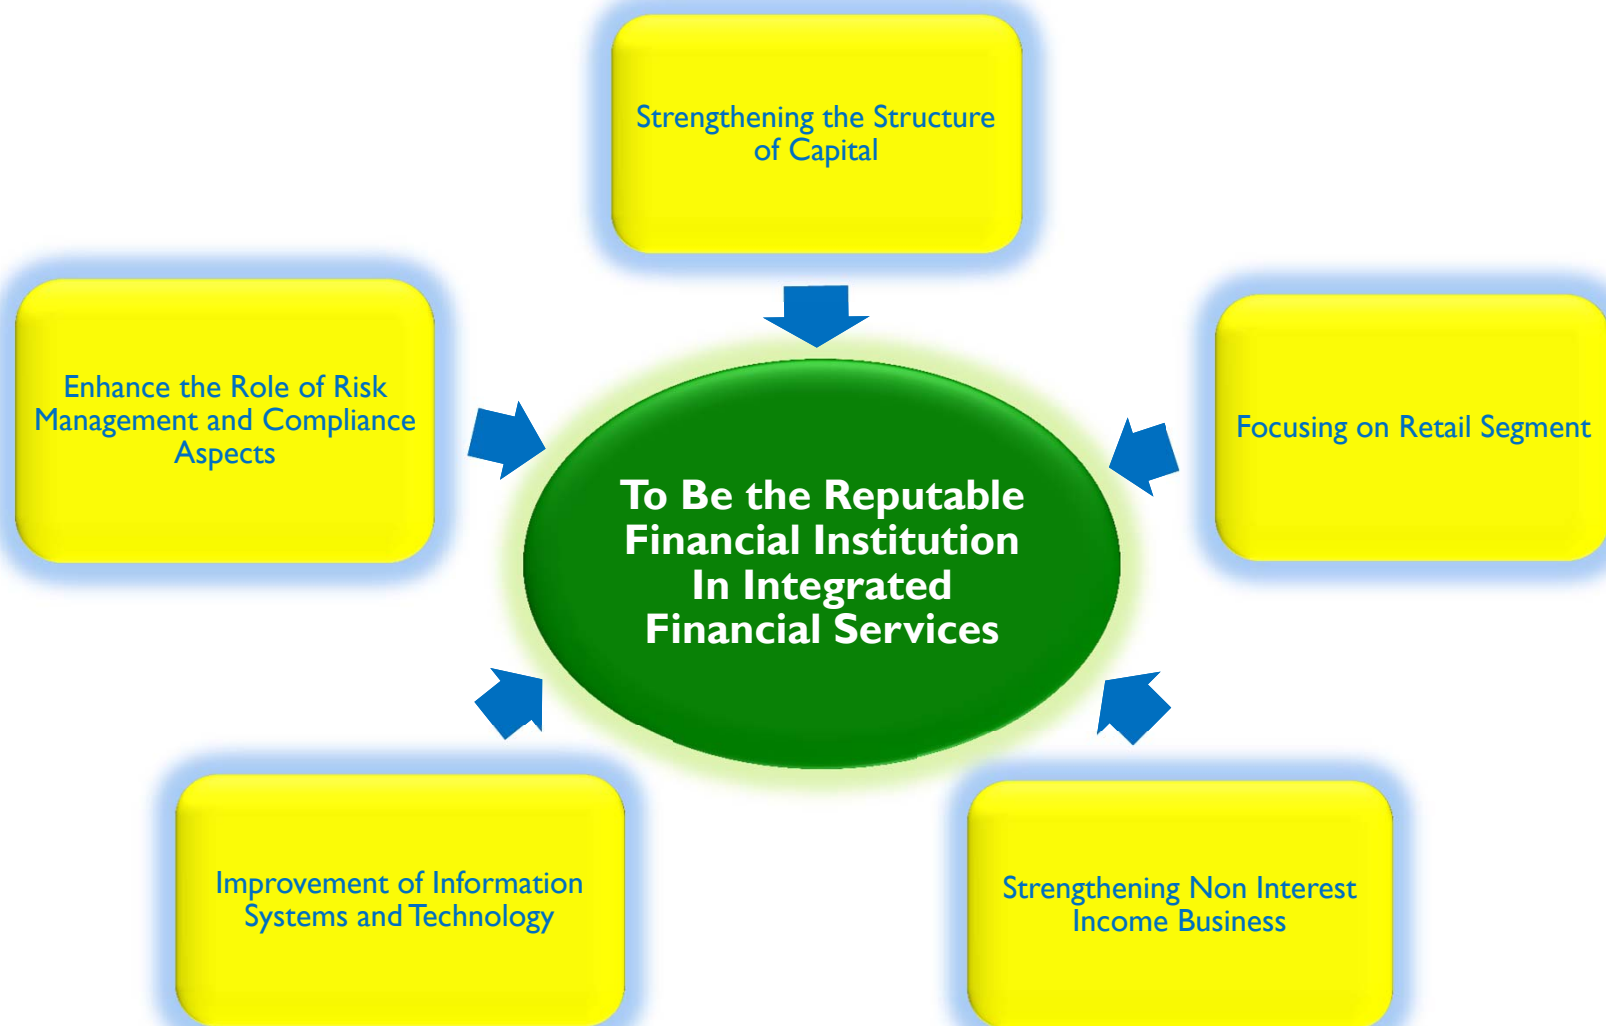 Strengthening the Structure
of Capital
Enhance the Role of Risk
Management and Compliance
Aspects
Focusing on Retail Segment
To Be the Reputable
Financial Institution
In Integrated
Financial Services
Improvement of Information
Systems and Technology
Strengthening Non Interest
Income Business